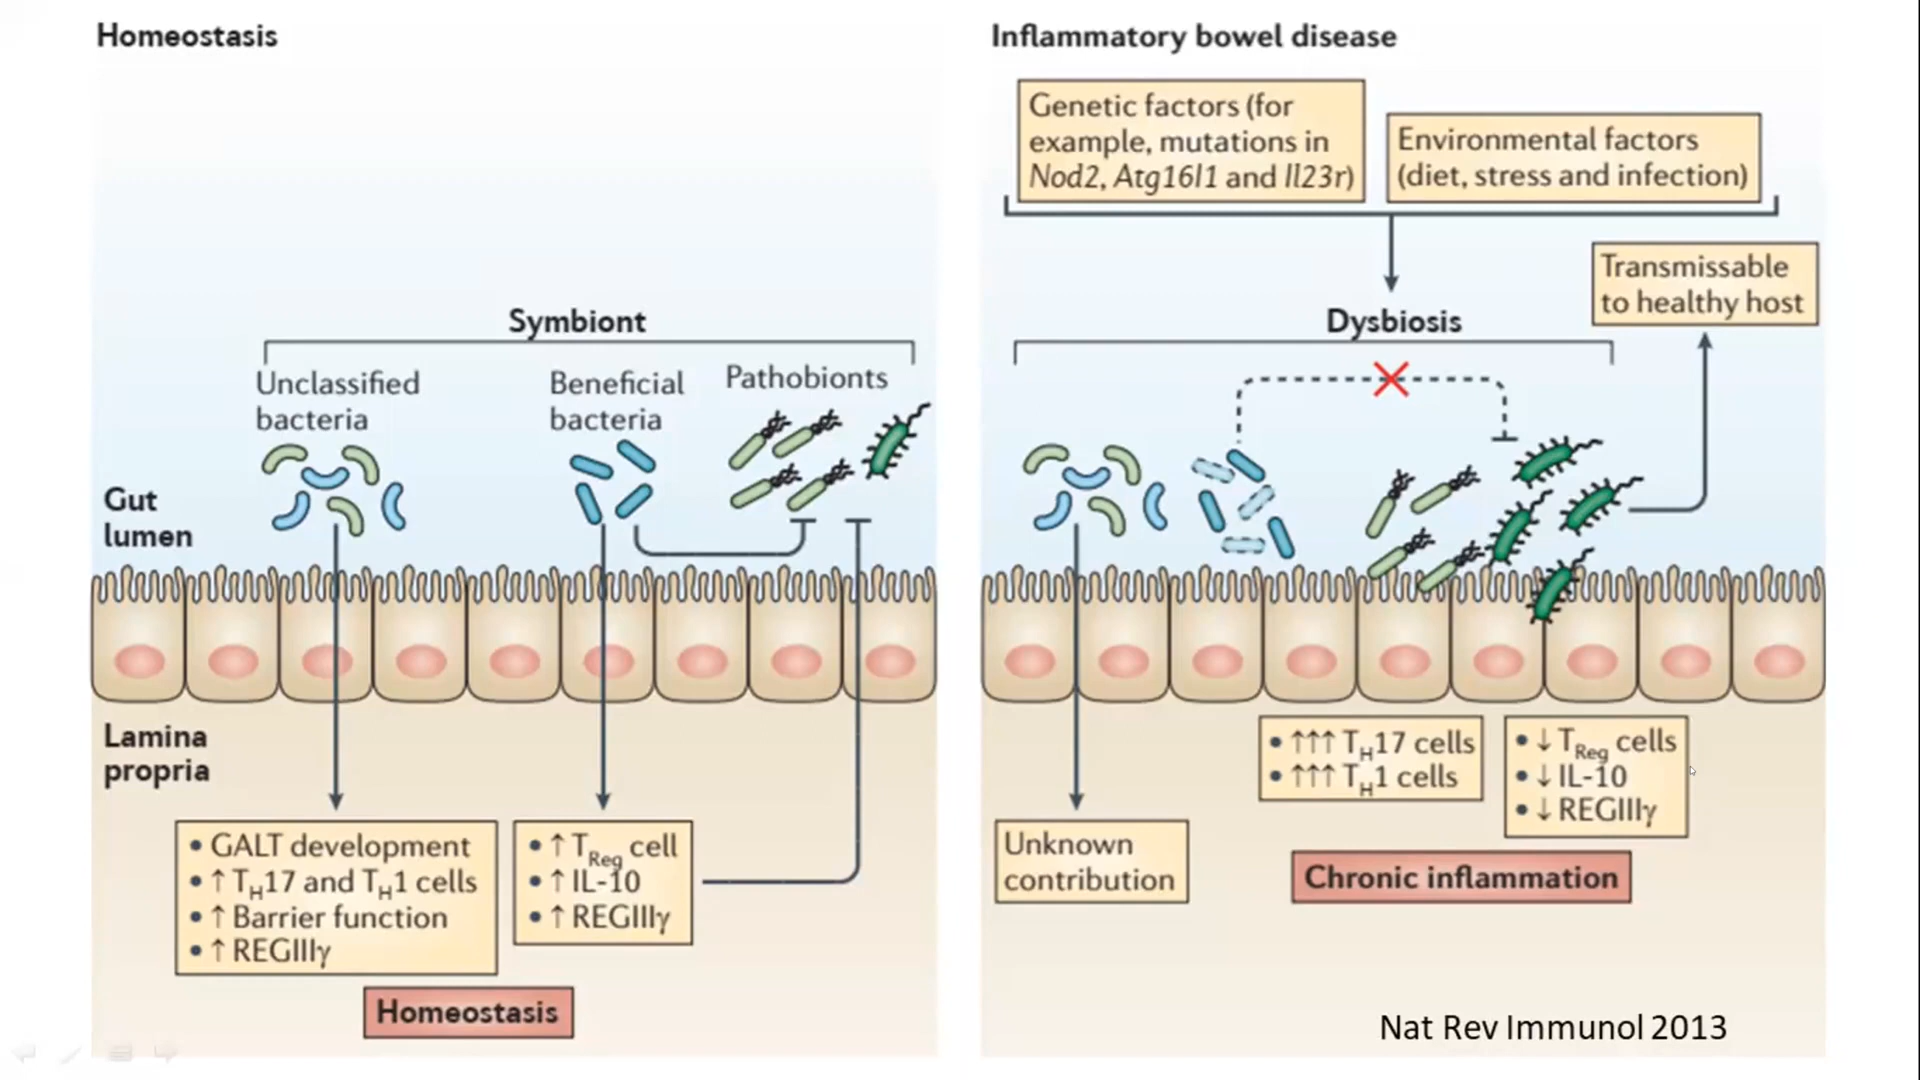 Homeostasis
Symbiont
Unclassified
bacteria
Beneficial
bacteria
Pathobionts
Gut
lumen
Lamina
propria
• GALT development
• ↑ TH17 and TH1 cells
• ↑ Barrier function
• ↑ REGIIIγ
• ↑ TReg cell
• ↑ IL-10
• ↑ REGIIIγ
Homeostasis
Inflammatory bowel disease
Genetic factors (for
example, mutations in
Nod2, Atg16l1 and Il23r)
Environmental factors
(diet, stress and infection)
Transmissable
to healthy host
Dysbiosis
• ↑↑↑ TH17 cells
• ↑↑↑ TH1 cells
• ↓ TReg cells
• ↓ IL-10
• ↓ REGIIIγ
Unknown
contribution
Chronic inflammation
Nat Rev Immunol 2013